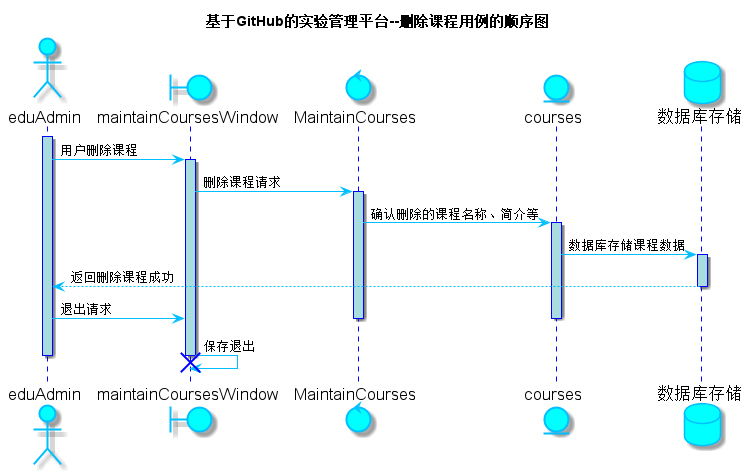 基于GitHub的实验管理平台--删除课程用例的顺序图
eduAdmin maintainCoursesWindow MaintainCourses courses 数据库存储
用户删除课程
删除课程请求
确认删除的课程名称、简介等
数据库存储课程数据
返回删除课程成功
退出请求
保存退出
eduAdmin maintainCoursesWindow MaintainCourses courses 数据库存储